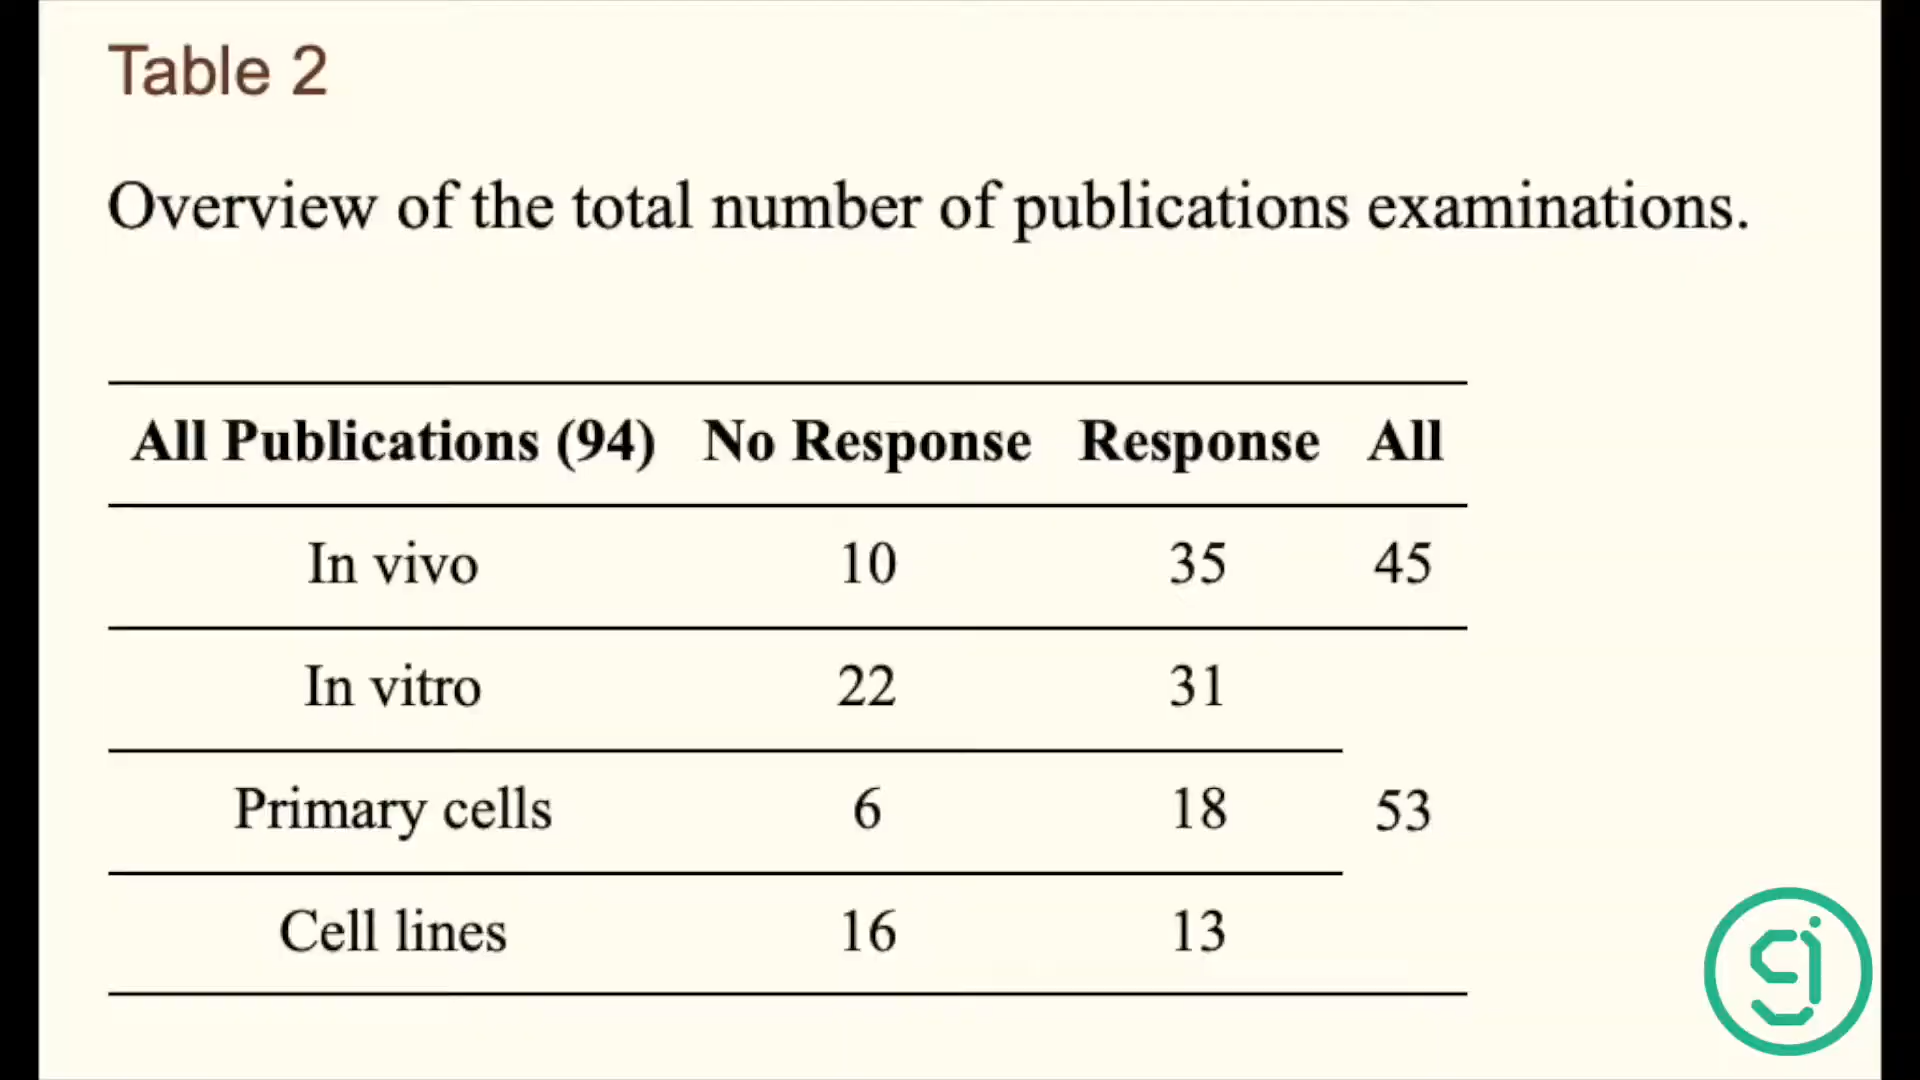 Table 2
Overview of the total number of publications examinations.
All Publications (94) No Response Response All
In vivo 10 35 45
In vitro 22 31
Primary cells 6 18 53
Cell lines 16 13
gi